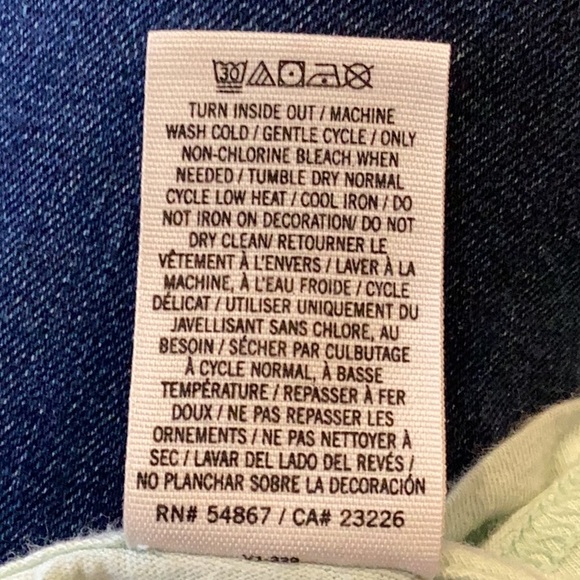 30
TURN INSIDE OUT / MACHINE
WASH COLD / GENTLE CYCLE / ONLY
NON-CHLORINE BLEACH WHEN
NEEDED / TUMBLE DRY NORMAL
CYCLE LOW HEAT / COOL IRON / DO
NOT IRON ON DECORATION/ DO NOT
DRY CLEAN/ RETOURNER LE
VÊTEMENT À L'ENVERS / LAVER À LA
MACHINE, À L'EAU FROIDE / CYCLE
DÉLICAT / UTILISER UNIQUEMENT DU
JAVELLISANT SANS CHLORE, AU
BESOIN / SÉCHER PAR CULBUTAGE
À CYCLE NORMAL, À BASSE
TEMPÉRATURE / REPASSER À FER
DOUX / NE PAS REPASSER LES
ORNEMENTS / NE PAS NETTOYER À
SEC / LAVAR DEL LADO DEL REVÉS /
NO PLANCHAR SOBRE LA DECORACIÓN
RN# 54867 / CA# 23226